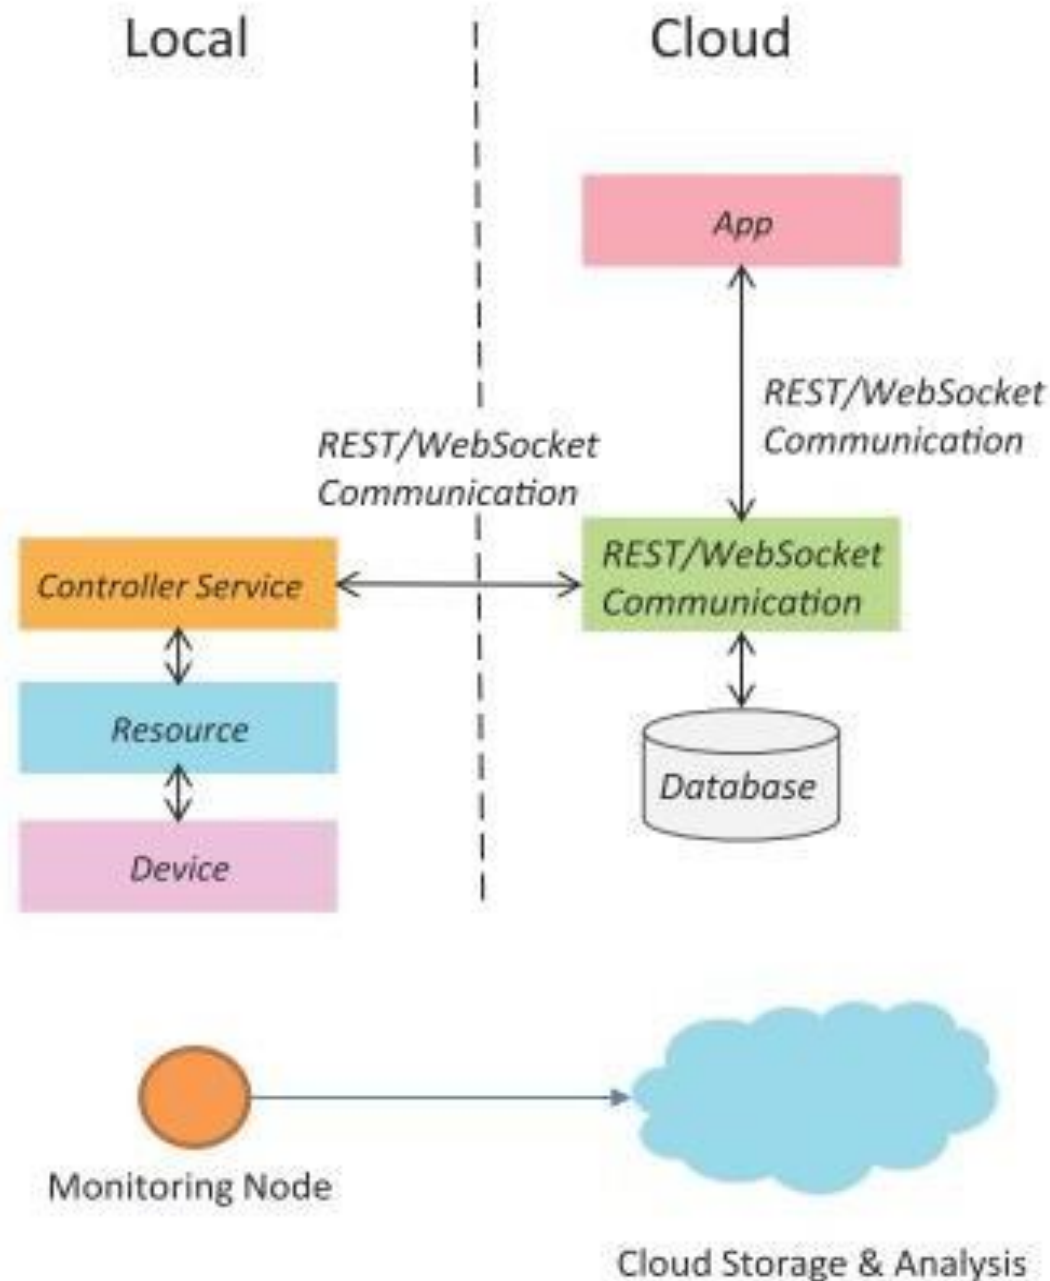 Local
Cloud
App
REST/WebSocket
Communication
REST/WebSocket
Communication
Controller Service
REST/WebSocket
Communication
Resource
Database
Device
Monitoring Node
Cloud Storage & Analysis